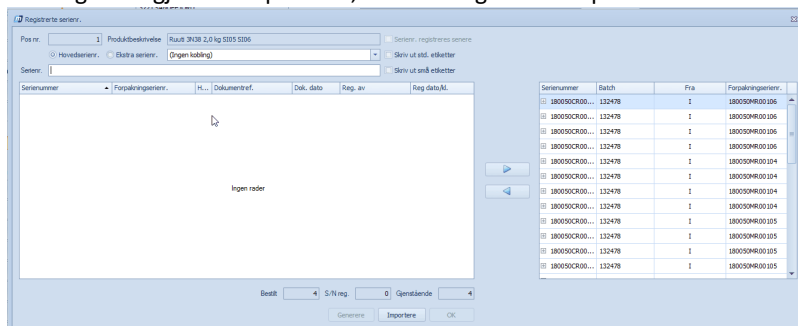 Registrerte serienr.
Pos nr. 1 Produktbeskrivelse Ruuti 3N38 2,0 kg SI05 SI06 Serienr. registreres senere
Hovedserienr. Ekstra serienr. (Ingen kobling) Skriv ut std. etiketter
Serienr. Skriv ut små etiketter
Serienummer Forpakningserienr. H... Dokumentref. Dok. dato Reg. av Reg dato/kl. Serienummer Batch Fra Forpakningserienr.
180050CR00... 132478 I 180050MR00106
180050CR00... 132478 I 180050MR00106
180050CR00... 132478 I 180050MR00106
180050CR00... 132478 I 180050MR00106
180050CR00... 132478 I 180050MR00104
180050CR00... 132478 I 180050MR00104
Ingen rader
180050CR00... 132478 I 180050MR00104
180050CR00... 132478 I 180050MR00104
180050CR00... 132478 I 180050MR00105
180050CR00... 132478 I 180050MR00105
180050CR00... 132478 I 180050MR00105
180050CR00... 132478 I 180050MR00105
Bestilt 4 S/N reg. 0 Gjenstående 4
Generere Importere OK